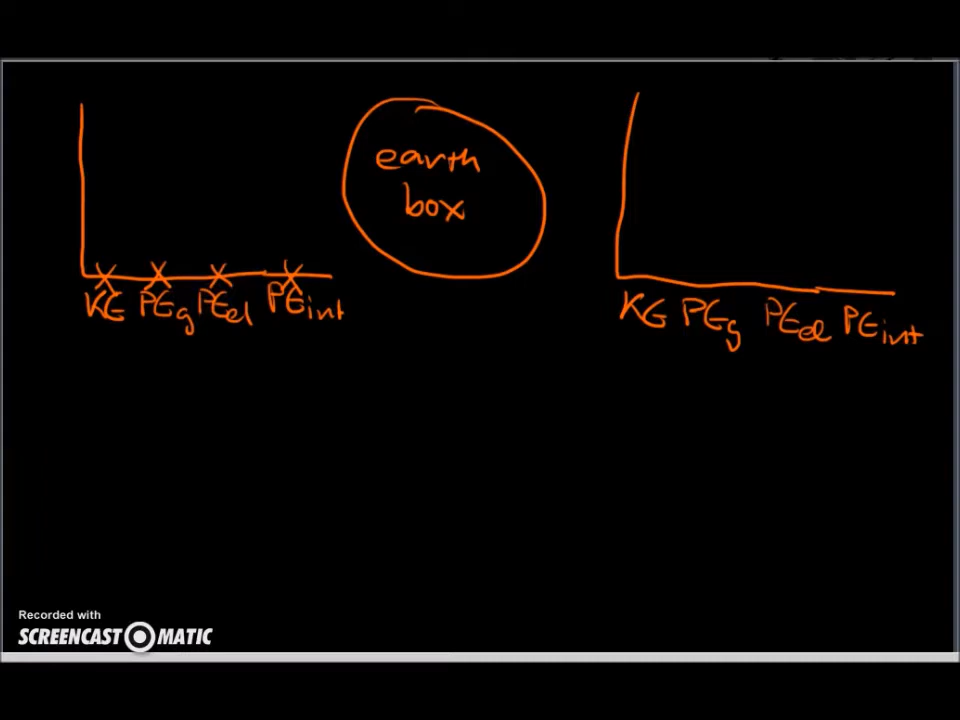 earth
box
KE PEg PEel PEint
KE PEg PEel PEint
Recorded with
SCREENCAST MATIC